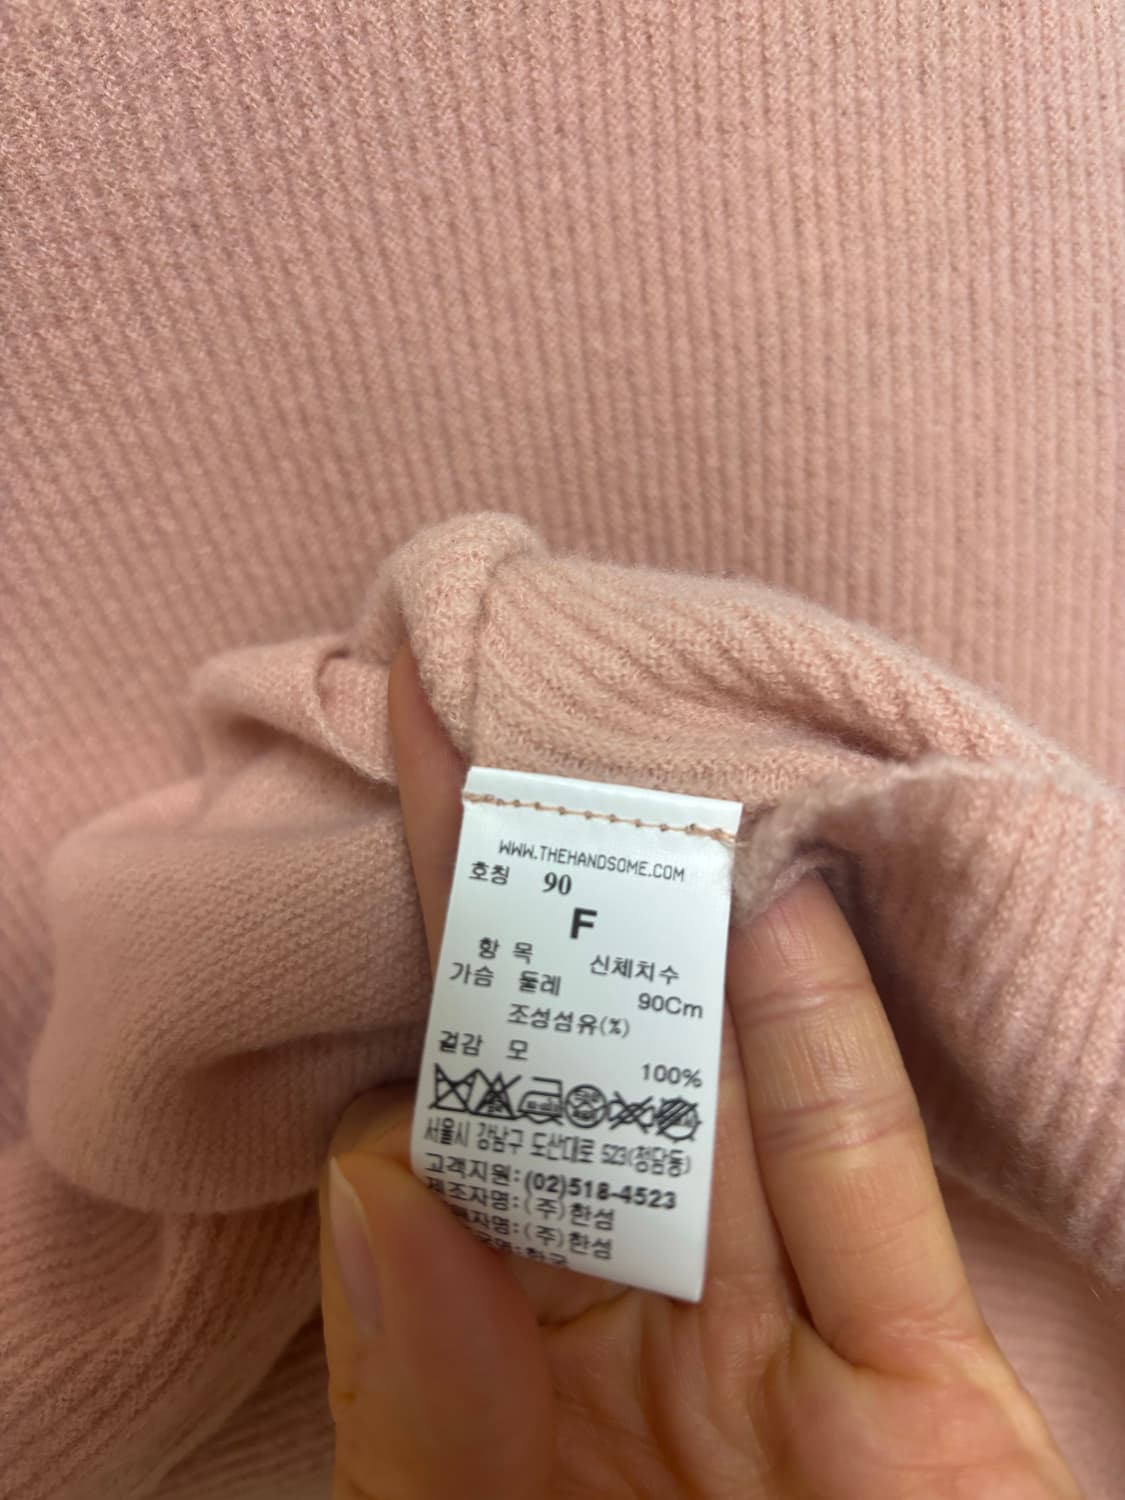 WWW.THEHANDSOME.COM
호칭 90
F
항 목 신체치수
가슴 둘레 90Cm
조성섬유(%)
겉감 모 100%
서울시 강남구 도산대로 523(청담동)
고객지원:(02)518-4523
제조자명:(주)한섬
자명:(주)한섬